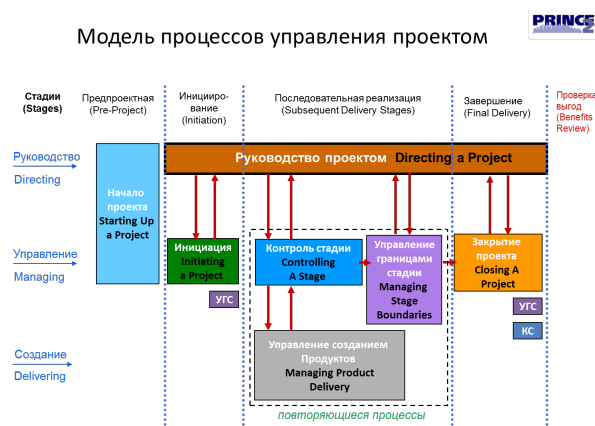 PRINCE2
Модель процессов управления проектом
Стадии
(Stages)
Предпроектная
(Pre-Project)
Иницииро-
вание
(Initiation)
Последовательная реализация
(Subsequent Delivery Stages)
Завершение
(Final Delivery)
Проверка
выгод
(Benefits
Review)
Руководство
Directing
Руководство проектом Directing a Project
Начало
проекта
Starting Up
a Project
Управление
Managing
Инициация
Initiating
a Project
Контроль стадии
Controlling
A Stage
Управление
границами
стадии
Managing
Stage
Boundaries
Закрытие
проекта
Closing A
Project
УГС
УГС
КС
Создание
Delivering
Управление созданием
Продуктов
Managing Product
Delivery
повторяющиеся процессы